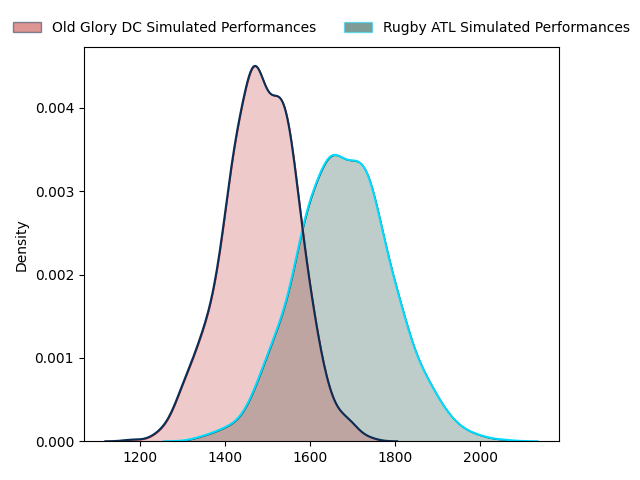 Old Glory DC Simulated Performances
Rugby ATL Simulated Performances
Density
0.004
0.003
0.002
0.001
0.000
1200 1400 1600 1800 2000